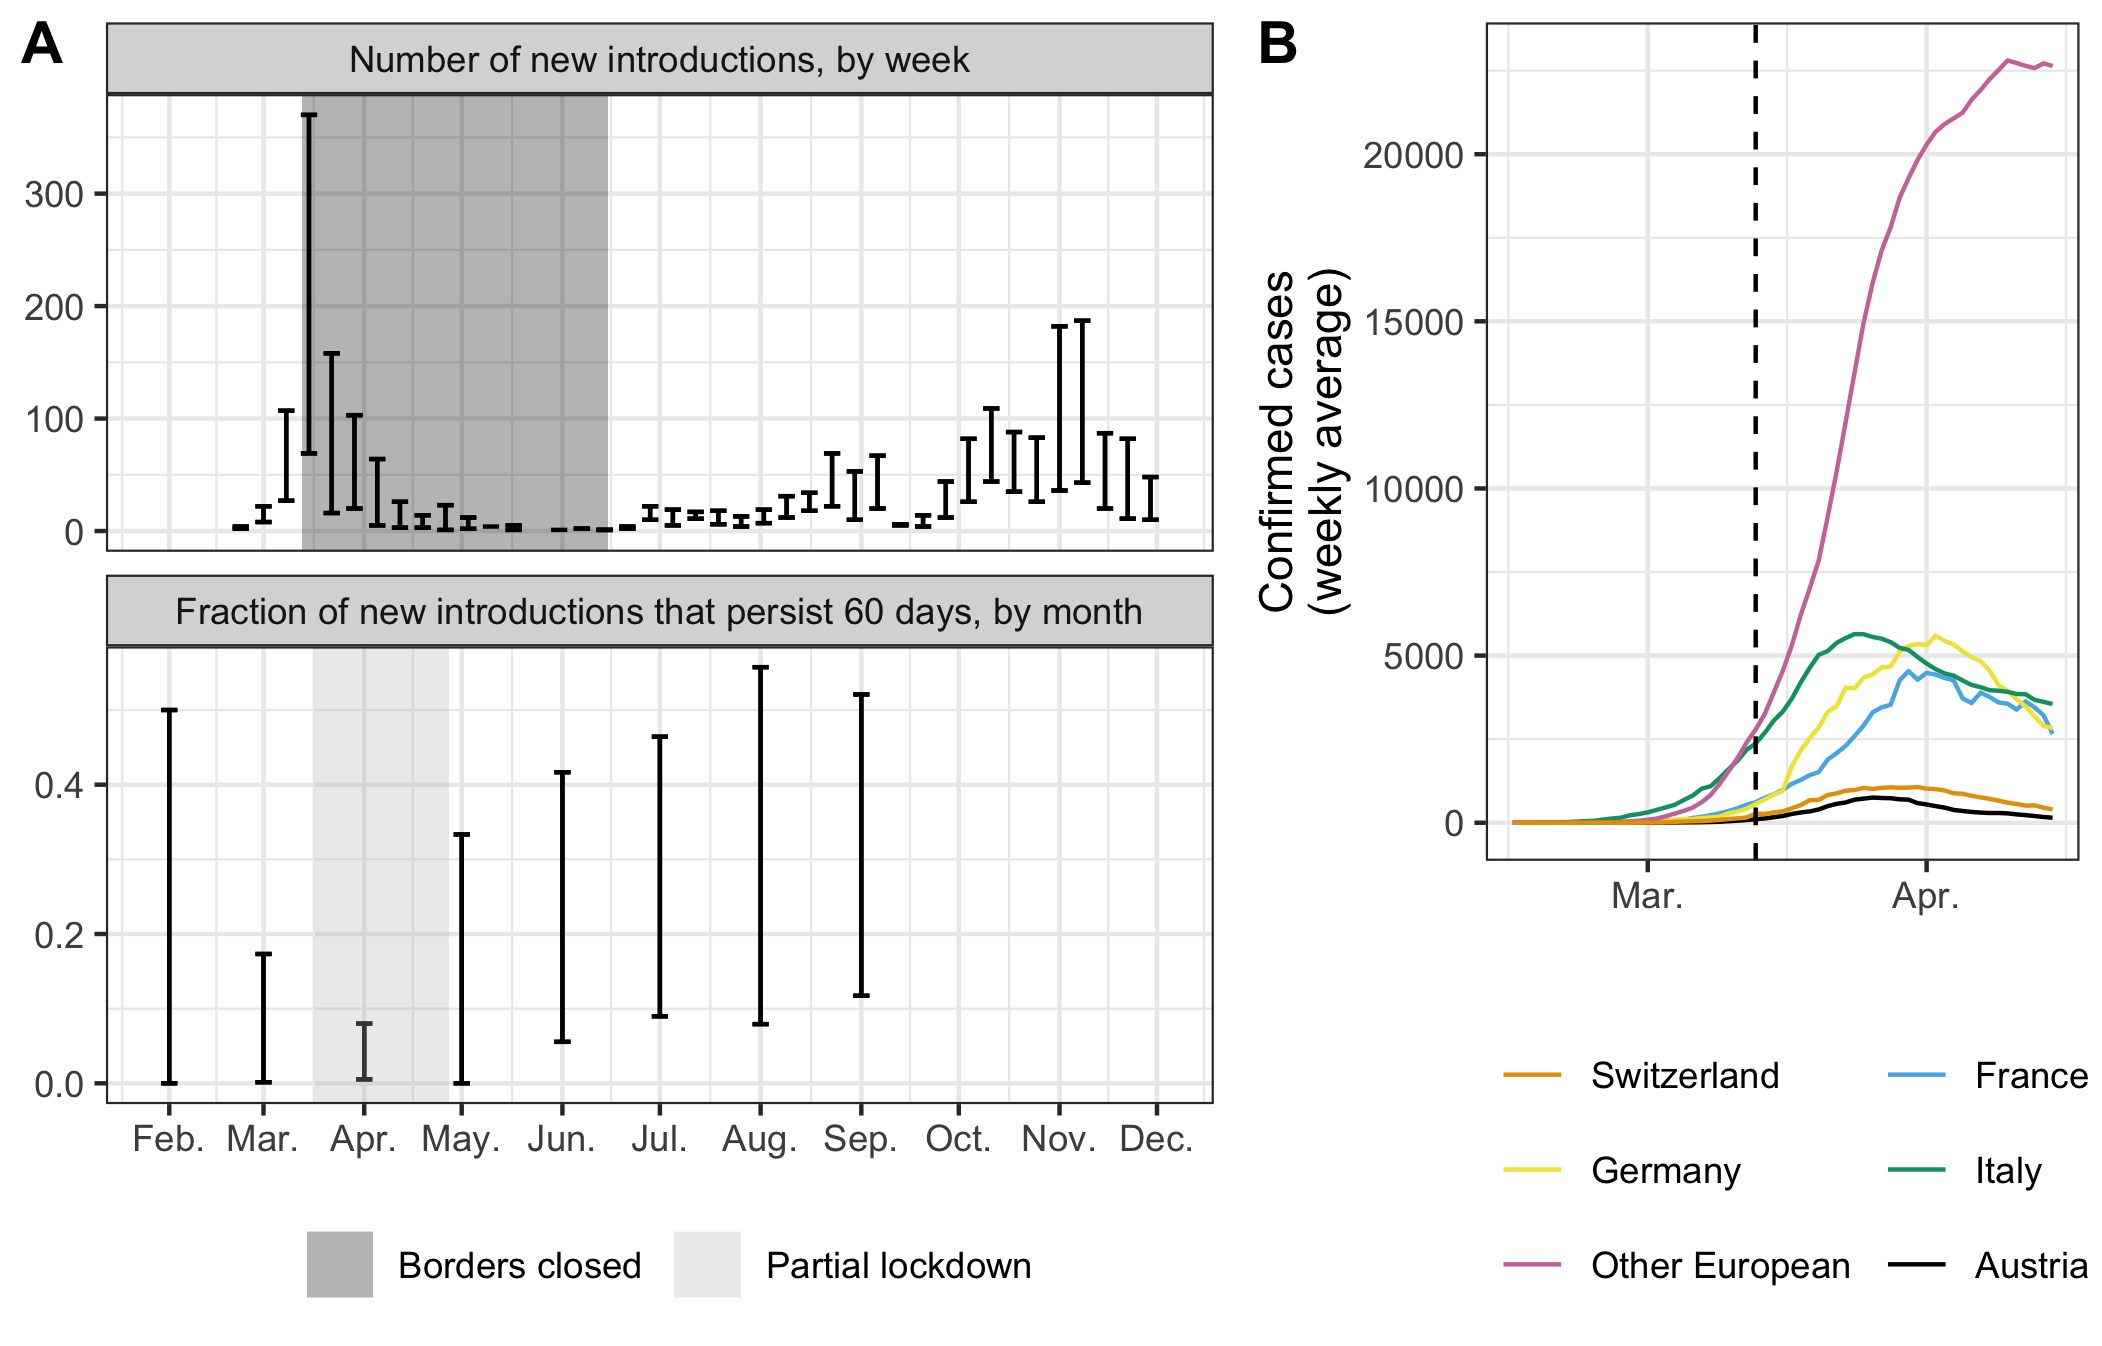 A
Number of new introductions, by week
300
200
100
0
Fraction of new introductions that persist 60 days, by month
0.4
0.2
0.0
Feb. Mar. Apr. May. Jun. Jul. Aug. Sep. Oct. Nov. Dec.
Borders closed Partial lockdown
B
Confirmed cases
(weekly average)
20000
15000
10000
5000
0
Mar. Apr.
Switzerland France
Germany Italy
Other European Austria